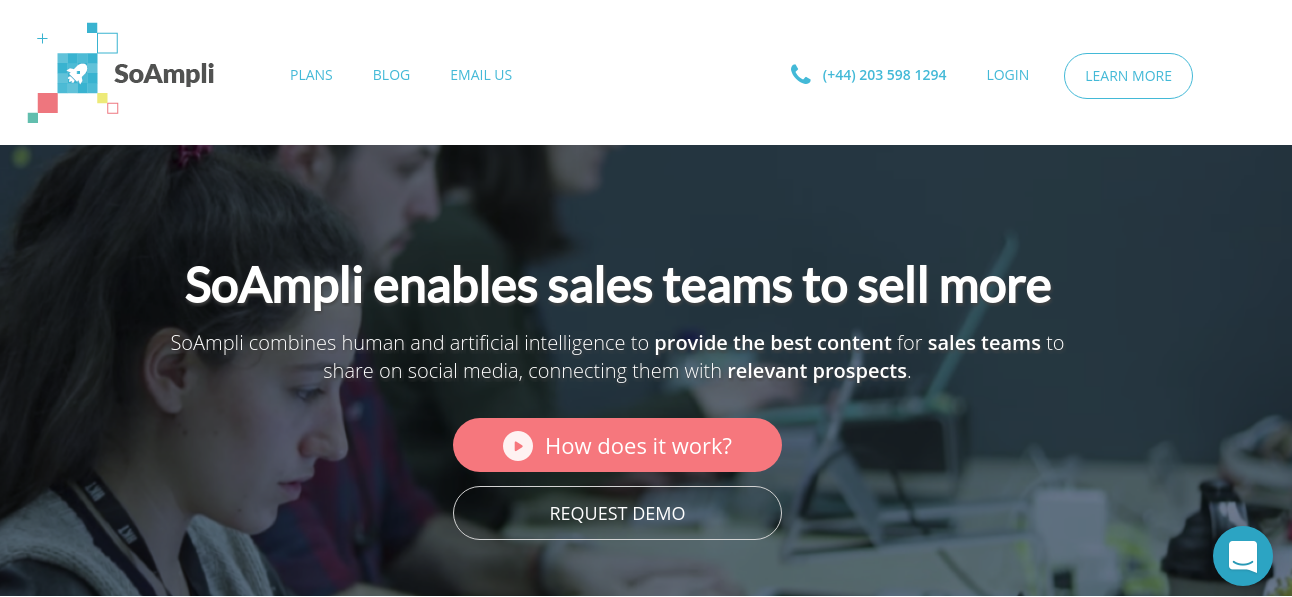 SoAmpli
PLANS
BLOG
EMAIL US
(+44) 203 598 1294
LOGIN
LEARN MORE
SoAmpli enables sales teams to sell more
SoAmpli combines human and artificial intelligence to provide the best content for sales teams to
share on social media, connecting them with relevant prospects.
How does it work?
REQUEST DEMO